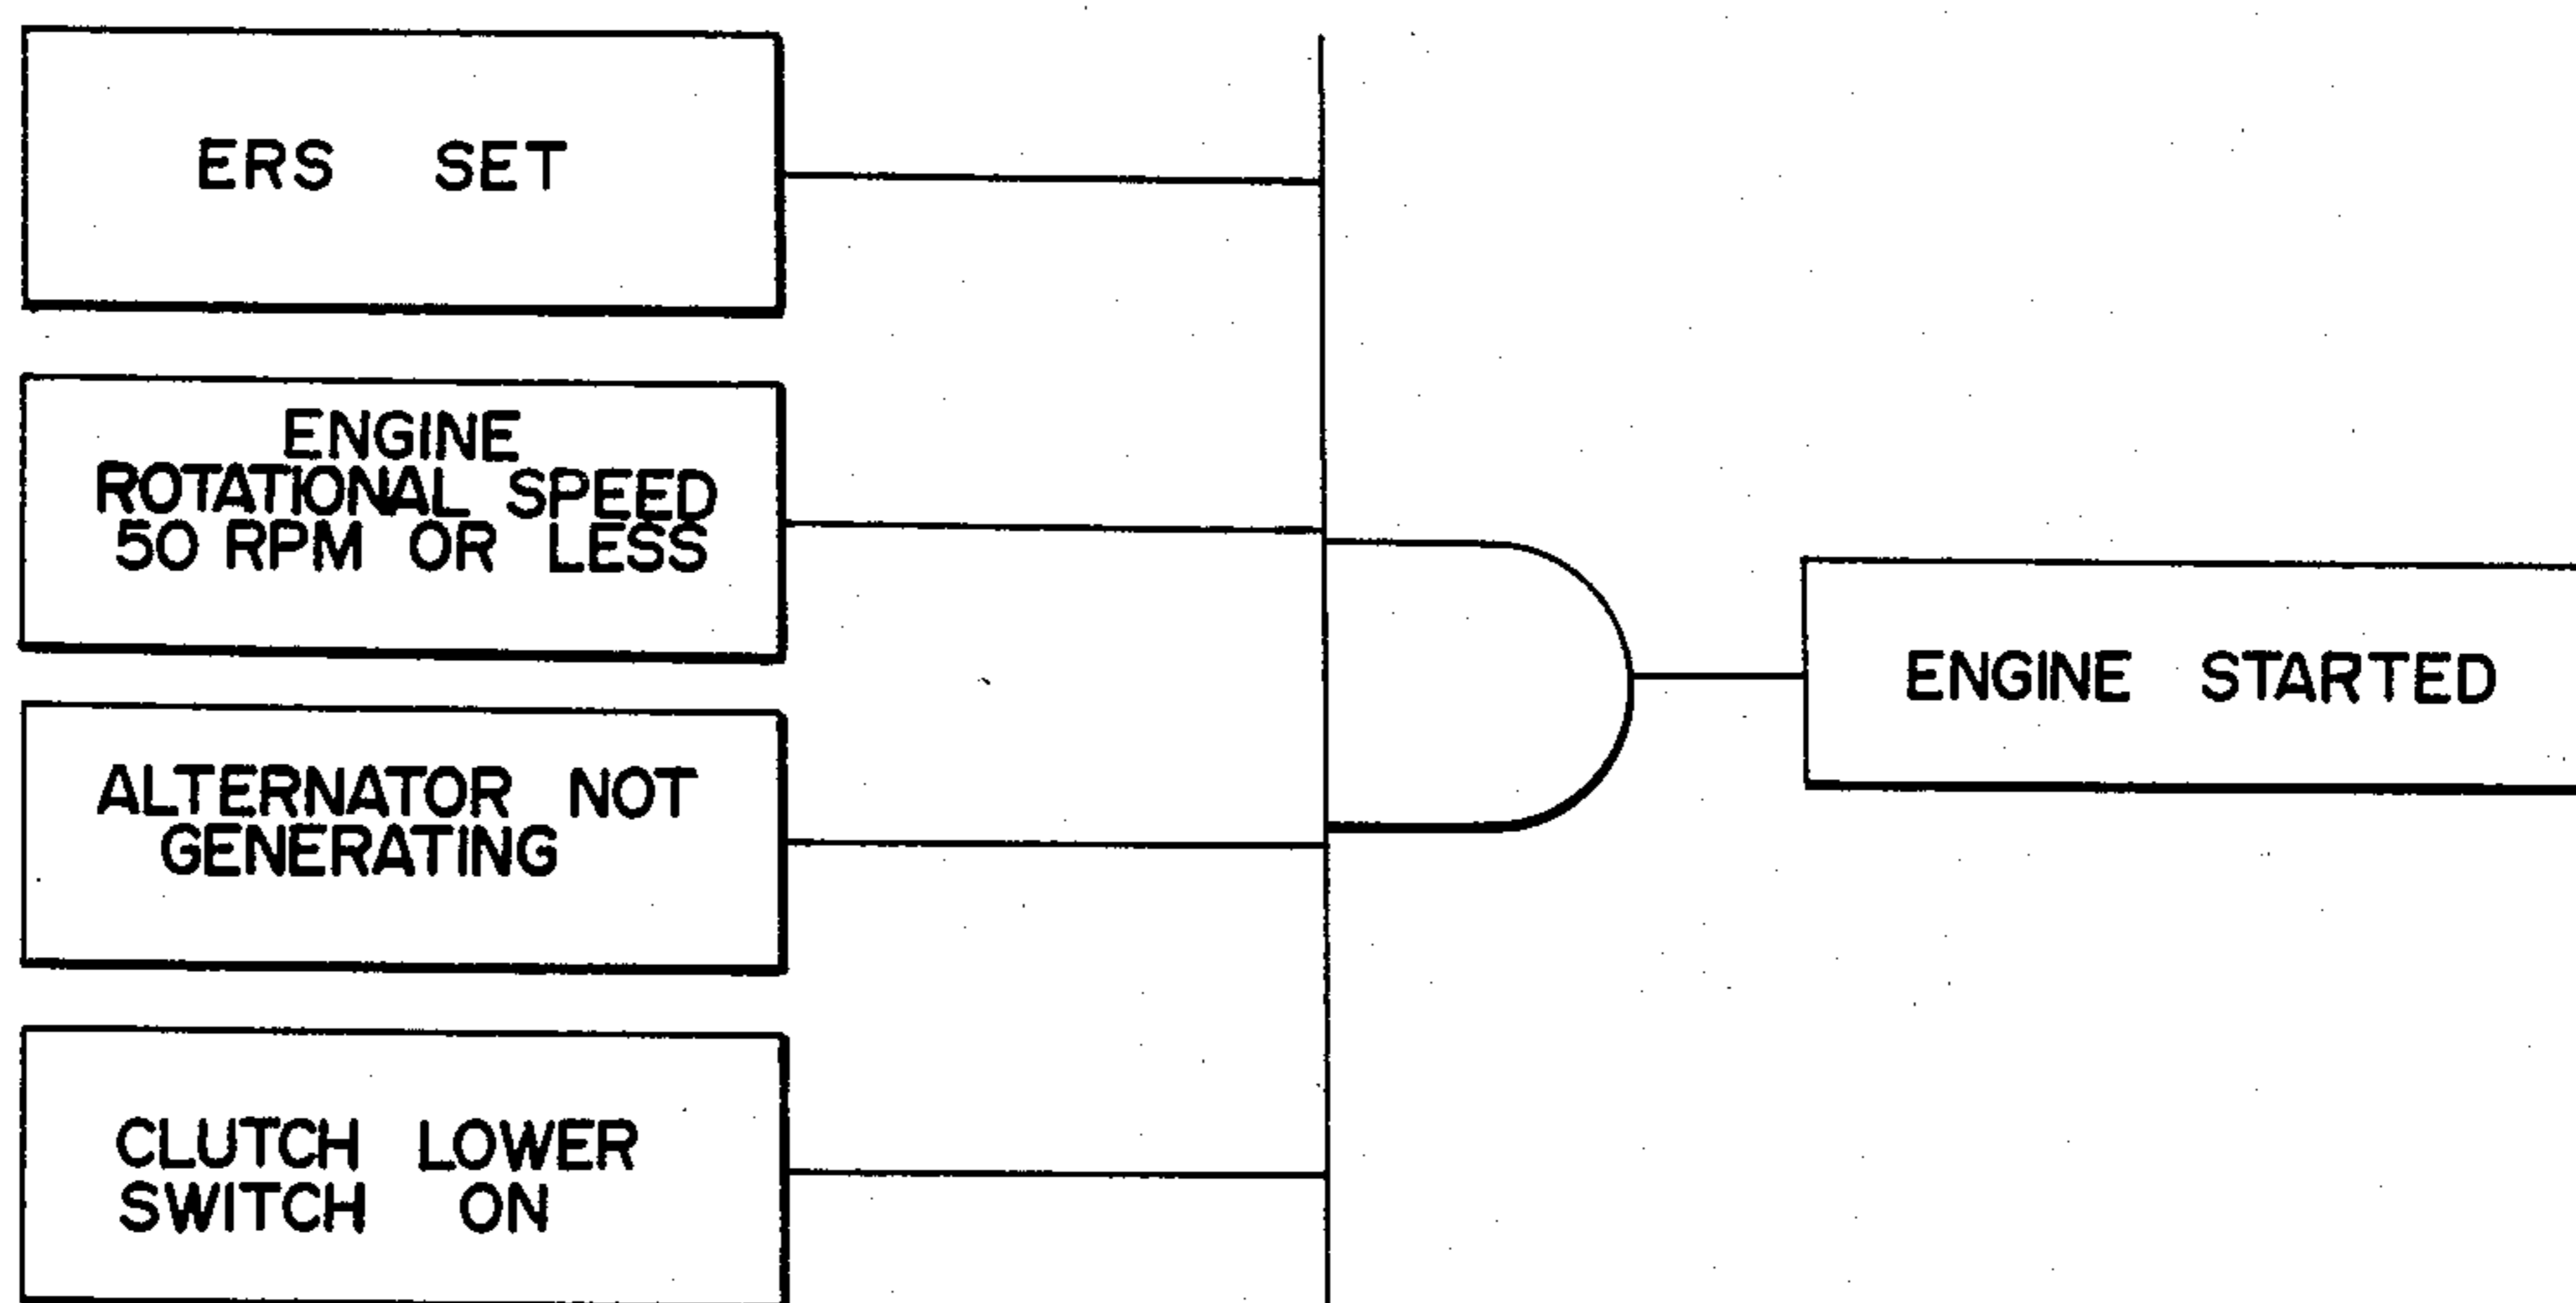 ERS SET
ENGINE
ROTATIONAL SPEED
50 RPM OR LESS
ALTERNATOR NOT
GENERATING
CLUTCH LOWER
SWITCH ON
ENGINE STARTED